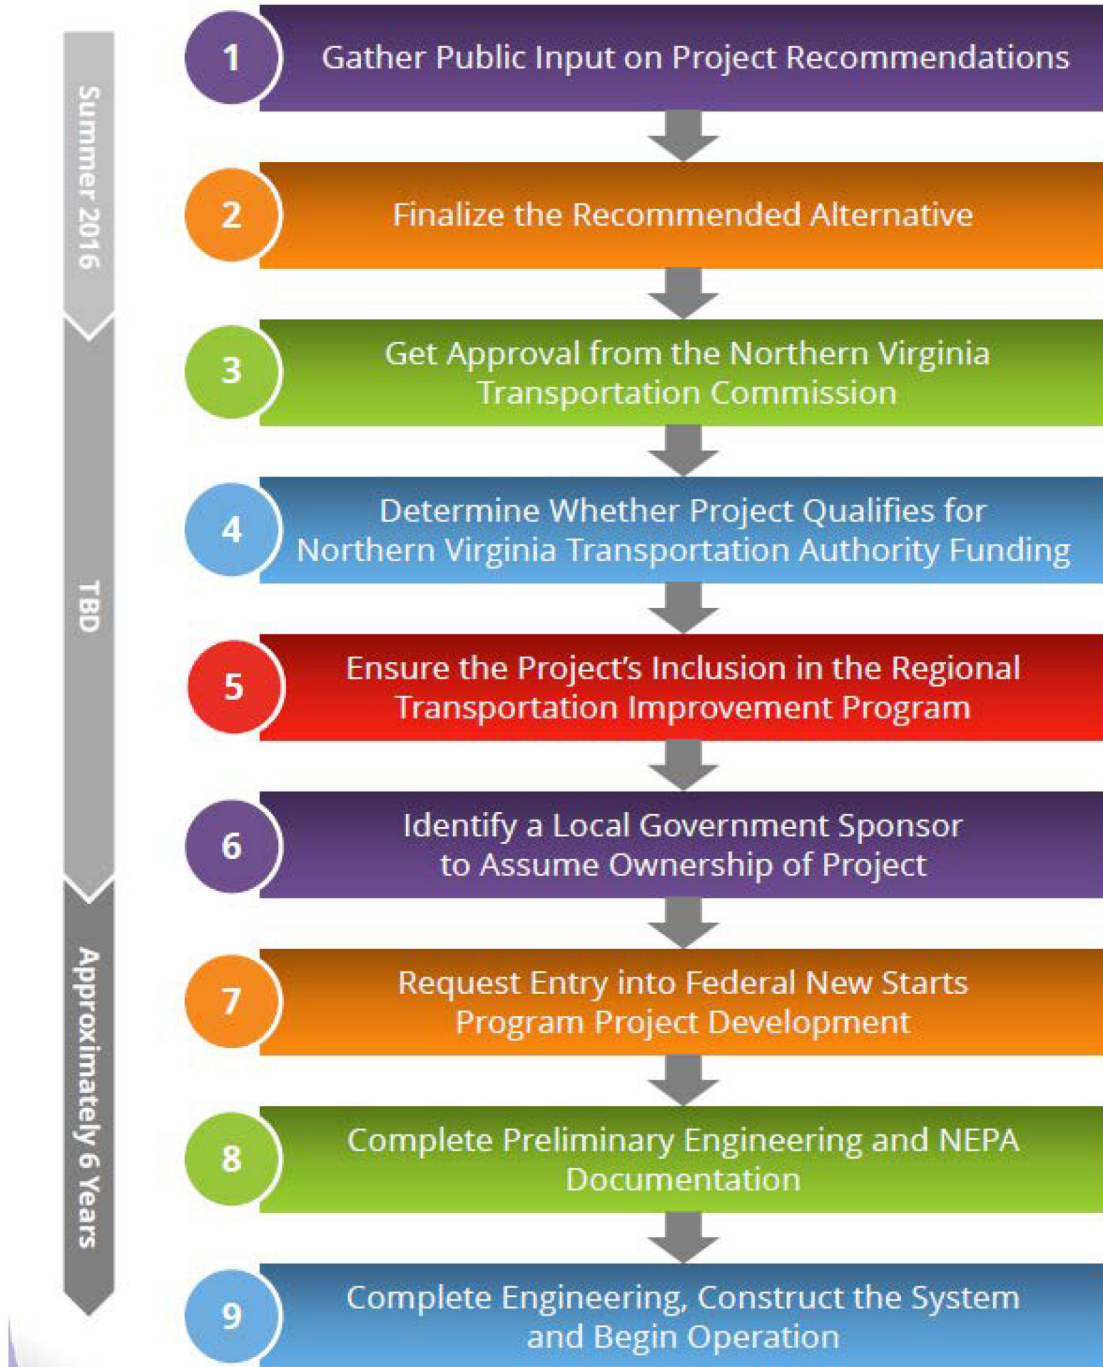 Summer 2016
TBD
Approximately 6 Years
1
Gather Public Input on Project Recommendations
2
Finalize the Recommended Alternative
3
Get Approval from the Northern Virginia
Transportation Commission
4
Determine Whether Project Qualifies for
Northern Virginia Transportation Authority Funding
5
Ensure the Project's Inclusion in the Regional
Transportation Improvement Program
6
Identify a Local Government Sponsor
to Assume Ownership of Project
7
Request Entry into Federal New Starts
Program Project Development
8
Complete Preliminary Engineering and NEPA
Documentation
9
Complete Engineering, Construct the System
and Begin Operation